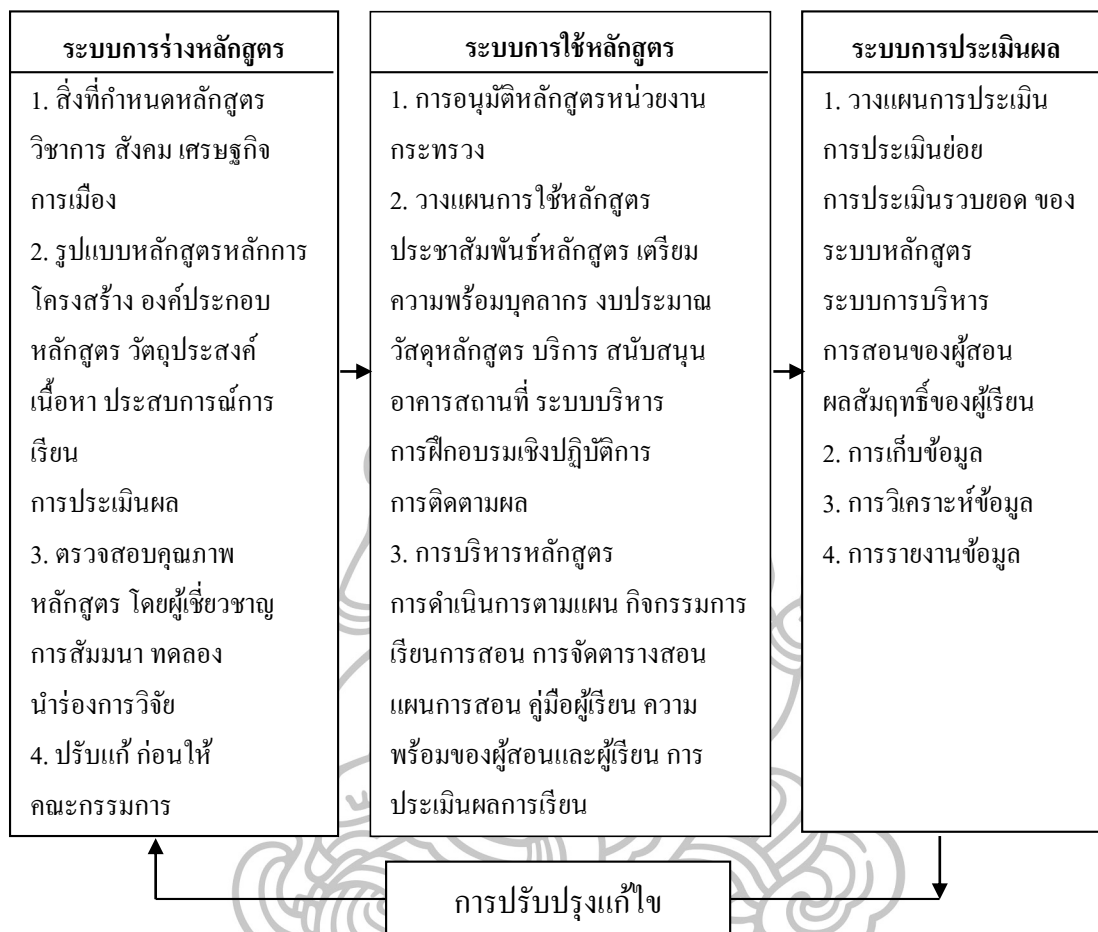 ระบบการร่างหลักสูตร
1. สิ่งที่กำหนดหลักสูตร
วิชาการ สังคม เศรษฐกิจ
การเมือง
2. รูปแบบหลักสูตรหลักการ
โครงสร้าง องค์ประกอบ
หลักสูตร วัตถุประสงค์
เนื้อหา ประสบการณ์การ
เรียน
การประเมินผล
3. ตรวจสอบคุณภาพ
หลักสูตร โดยผู้เชี่ยวชาญ
การสัมมนา ทดลอง
นำร่องการวิจัย
4. ปรับแก้ ก่อนให้
คณะกรรมการ
ระบบการใช้หลักสูตร
1. การอนุมัติหลักสูตรหน่วยงาน
กระทรวง
2. วางแผนการใช้หลักสูตร
ประชาสัมพันธ์หลักสูตร เตรียม
ความพร้อมบุคลากร งบประมาณ
วัสดุหลักสูตร บริการ สนับสนุน
อาคารสถานที่ ระบบบริหาร
การฝึกอบรมเชิงปฏิบัติการ
การติดตามผล
3. การบริหารหลักสูตร
การดำเนินการตามแผน กิจกรรมการ
เรียนการสอน การจัดตารางสอน
แผนการสอน คู่มือผู้เรียน ความ
พร้อมของผู้สอนและผู้เรียน การ
ประเมินผลการเรียน
ระบบการประเมินผล
1. วางแผนการประเมิน
การประเมินย่อย
การประเมินรวบยอด ของ
ระบบหลักสูตร
ระบบการบริหาร
การสอนของผู้สอน
ผลสัมฤทธิ์ของผู้เรียน
2. การเก็บข้อมูล
3. การวิเคราะห์ข้อมูล
4. การรายงานข้อมูล
การปรับปรุงแก้ไข